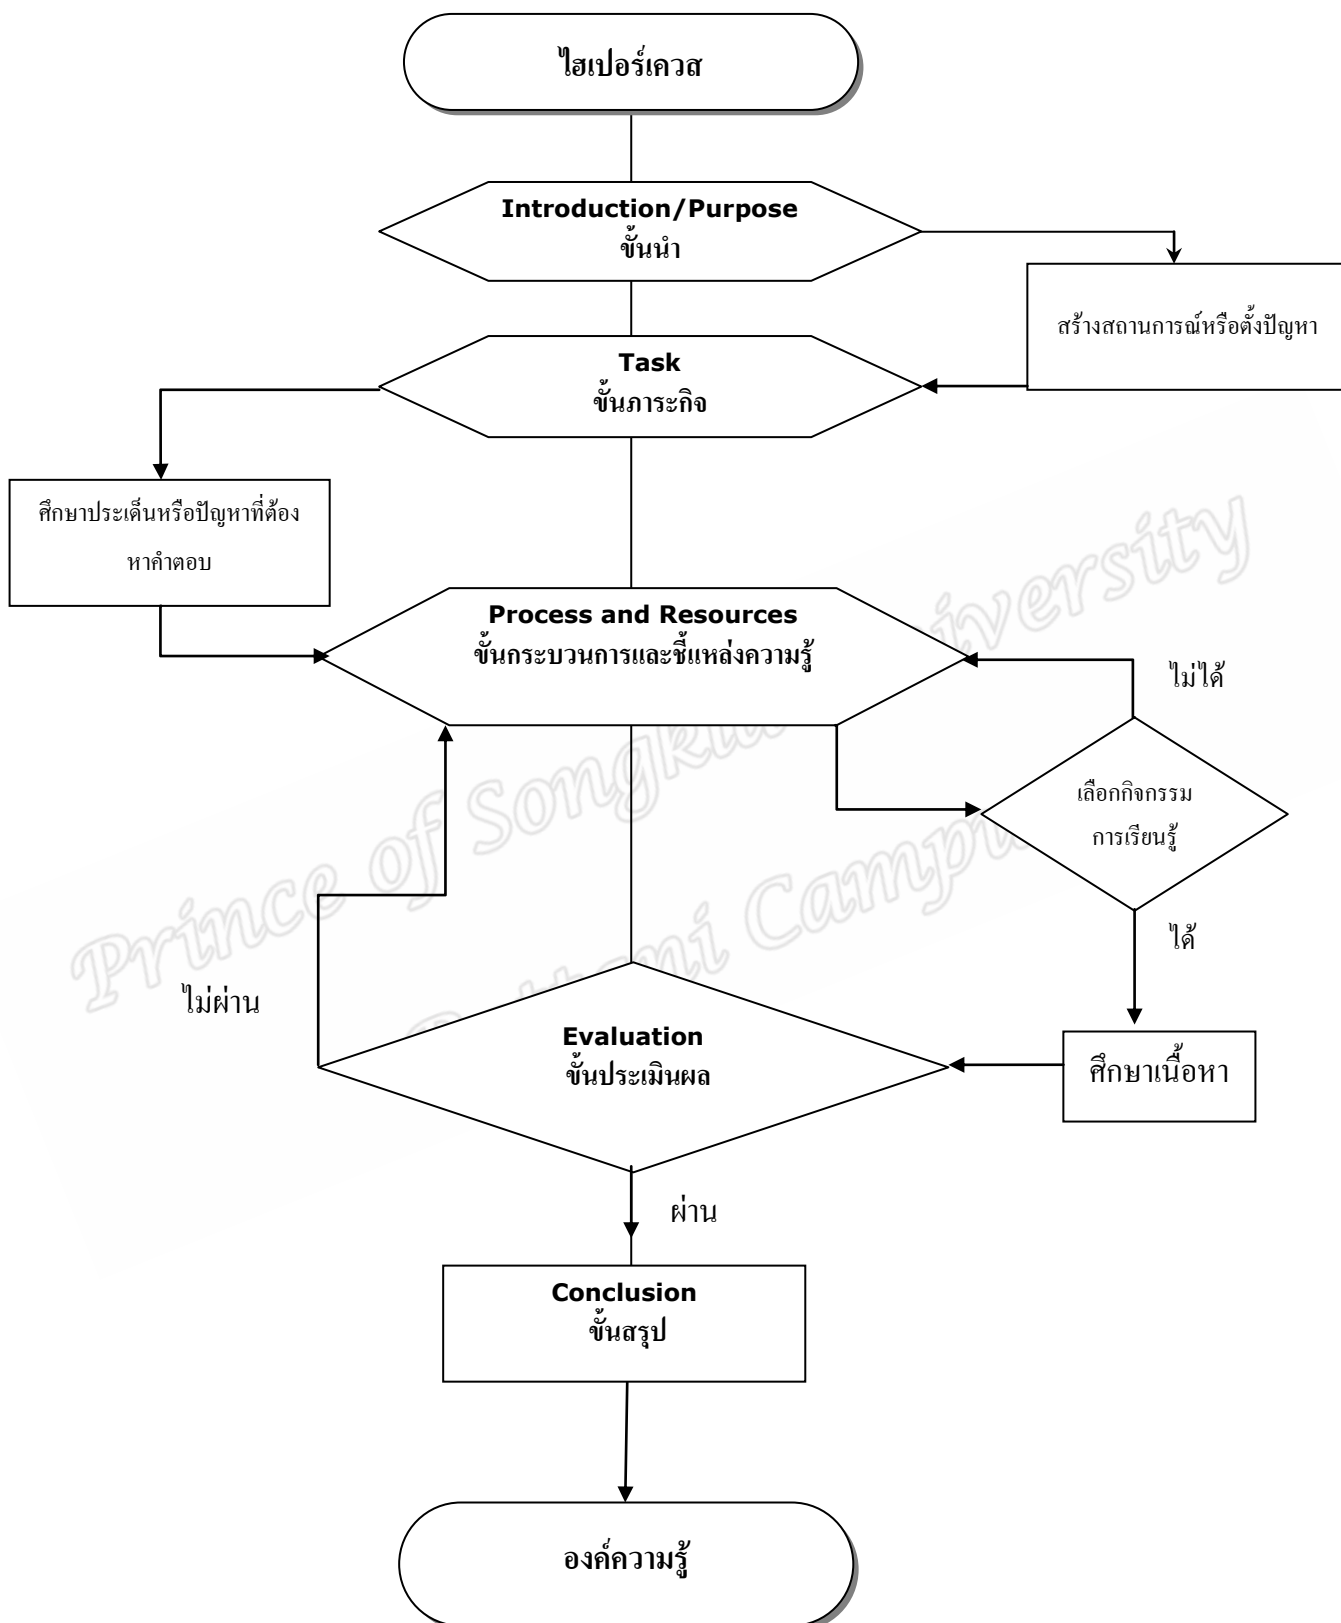 ไฮเปอร์เควส
Introduction/Purpose
ขั้นนำ
สร้างสถานการณ์หรือตั้งปัญหา
Task
ขั้นภาระกิจ
ศึกษาประเด็นหรือปัญหาที่ต้อง
หาคำตอบ
Process and Resources
ขั้นกระบวนการและชี้แหล่งความรู้
ไม่ได้
เลือกกิจกรรม
การเรียนรู้
ได้
ไม่ผ่าน
Evaluation
ขั้นประเมินผล
ศึกษาเนื้อหา
ผ่าน
Conclusion
ขั้นสรุป
องค์ความรู้
Prince of Songkla University
Pattani Campus